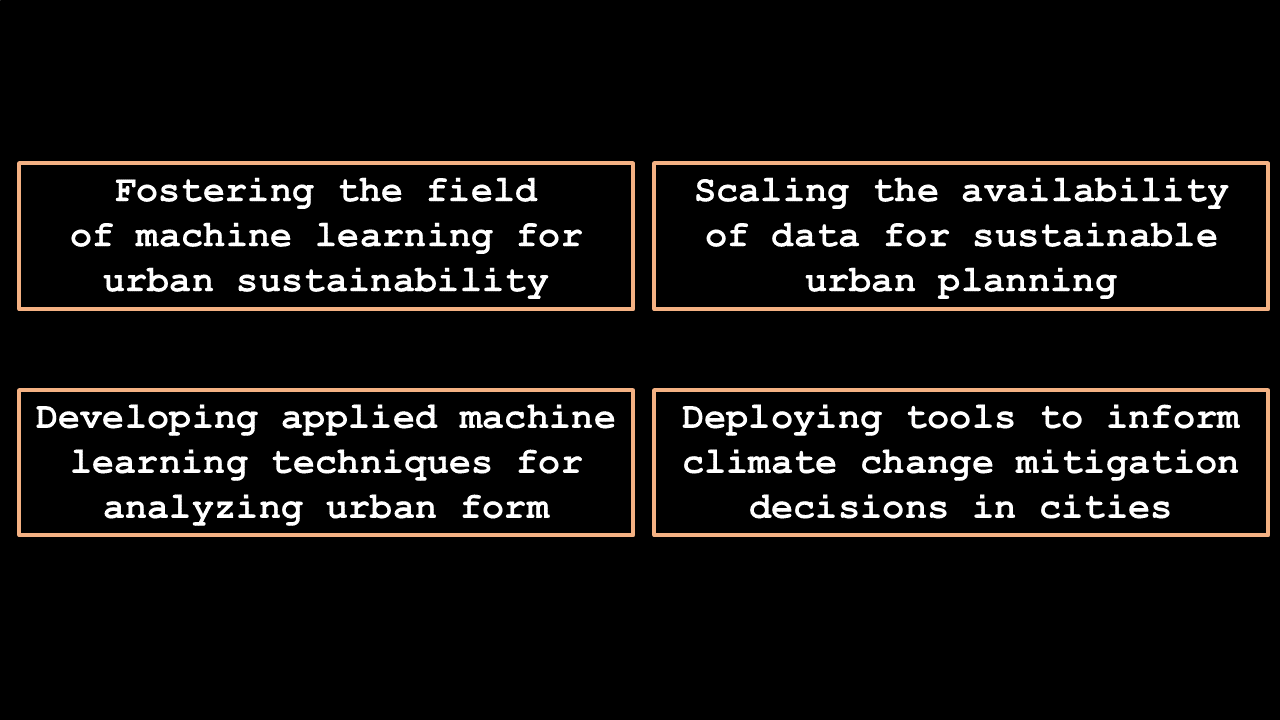 Fostering the field
of machine learning for
urban sustainability
Scaling the availability
of data for sustainable
urban planning
Developing applied machine
learning techniques for
analyzing urban form
Deploying tools to inform
climate change mitigation
decisions in cities